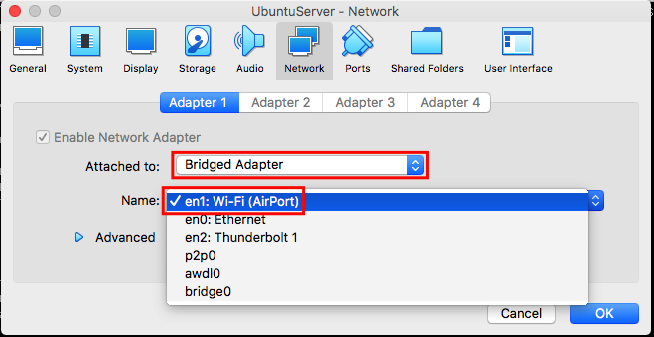 UbuntuServer - Network
General System Display Storage Audio Network Ports Shared Folders User Interface
Adapter 1 Adapter 2 Adapter 3 Adapter 4
Enable Network Adapter
Attached to: Bridged Adapter
Name: ✓ en1: Wi-Fi (AirPort)
en0: Ethernet
Advanced en2: Thunderbolt 1
p2p0
awdl0
bridge0
Cancel OK